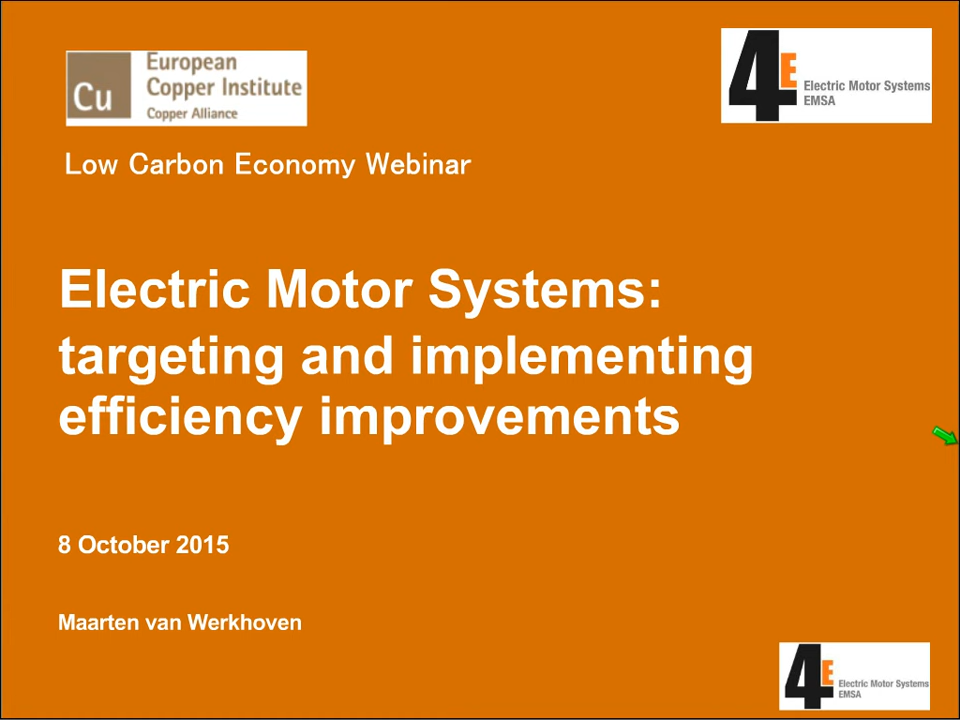 Cu
European
Copper Institute
Copper Alliance
4E
Electric Motor Systems
EMSA
Low Carbon Economy Webinar
Electric Motor Systems:
targeting and implementing
efficiency improvements
8 October 2015
Maarten van Werkhoven
4E
Electric Motor Systems
EMSA